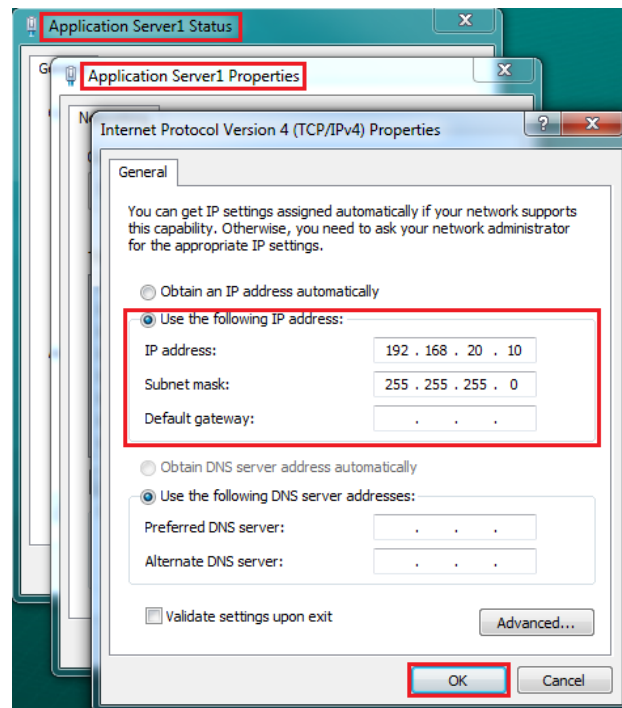 Application Server1 Status
Application Server1 Properties
Internet Protocol Version 4 (TCP/IPv4) Properties
General
You can get IP settings assigned automatically if your network supports
this capability. Otherwise, you need to ask your network administrator
for the appropriate IP settings.
Obtain an IP address automatically
Use the following IP address:
IP address: 192 . 168 . 20 . 10
Subnet mask: 255 . 255 . 255 . 0
Default gateway: . . .
Obtain DNS server address automatically
Use the following DNS server addresses:
Preferred DNS server: . . .
Alternate DNS server: . . .
Validate settings upon exit
Advanced...
OK Cancel